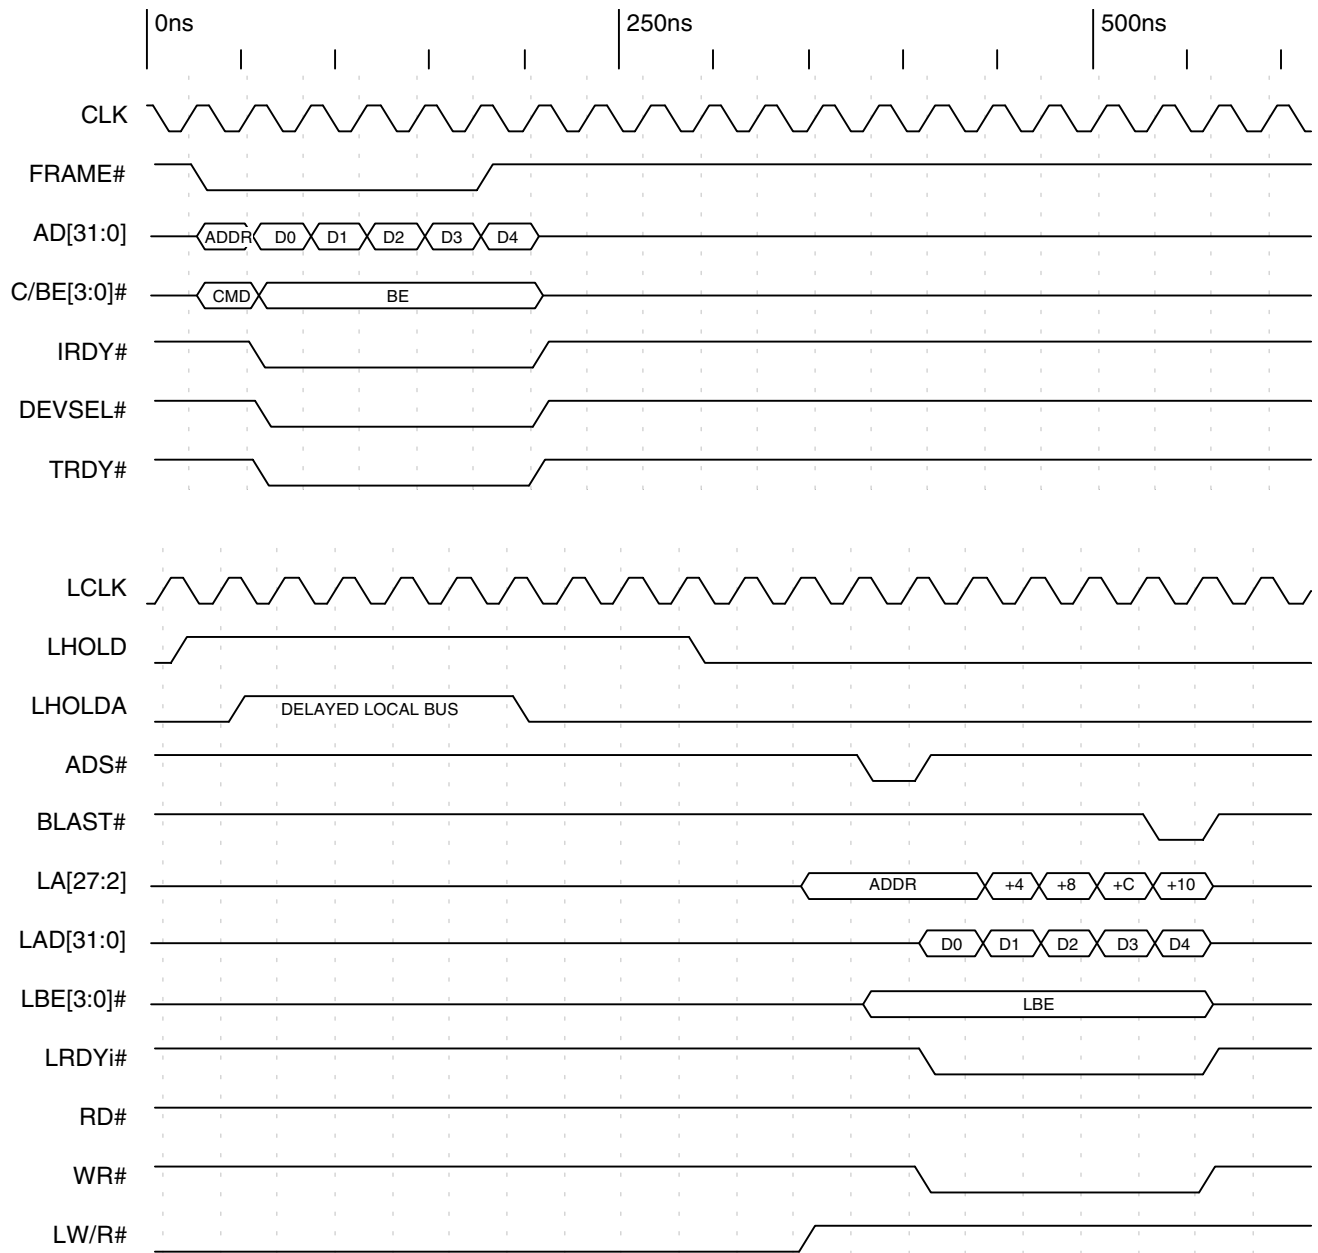 0ns 250ns 500ns
CLK
FRAME#
AD[31:0] ADDR D0 D1 D2 D3 D4
C/BE[3:0]# CMD BE
IRDY#
DEVSEL#
TRDY#
LCLK
LHOLD
LHOLDA DELAYED LOCAL BUS
ADS#
BLAST#
LA[27:2] ADDR +4 +8 +C +10
LAD[31:0] D0 D1 D2 D3 D4
LBE[3:0]# LBE
LRDYi#
RD#
WR#
LW/R#